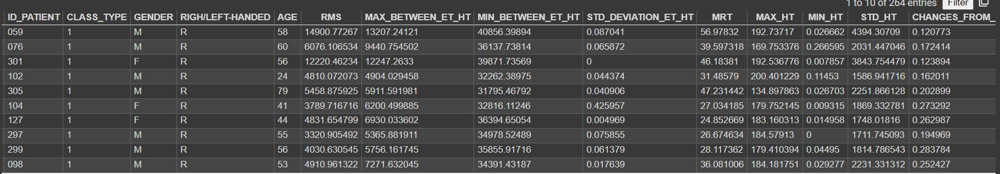 1 to 10 of 264 entries Filter
ID_PATIENT CLASS_TYPE GENDER RIGH/LEFT-HANDED AGE RMS MAX_BETWEEN_ET_HT MIN_BETWEEN_ET_HT STD_DEVIATION_ET_HT MRT MAX_HT MIN_HT STD_HT CHANGES_FROM_
059 1 M R 58 14900.77267 13207.24121 40856.39894 0.087041 56.97832 192.73717 0.026662 4394.30709 0.120773
076 1 M R 60 6076.106534 9440.754502 36137.73814 0.065872 39.597318 169.753376 0.266595 2031.447046 0.172414
301 1 F R 56 12220.46234 12247.2633 39871.73569 0 46.18381 192.536776 0.007857 3843.754479 0.123894
102 1 M R 24 4810.072073 4904.029458 32262.38975 0.044374 31.48579 200.401229 0.11453 1586.941716 0.162011
305 1 M R 79 5458.875925 5911.591981 31795.46792 0.040906 47.231442 134.897863 0.026703 2251.866128 0.202899
104 1 F R 41 3789.716716 6200.499885 32816.11246 0.425957 27.034185 179.752145 0.009315 1869.332781 0.273292
127 1 F R 44 4831.654799 6930.033602 36394.65054 0.004969 24.852669 183.160313 0.014958 1748.01816 0.262987
297 1 M R 55 3320.905492 5365.881911 34978.52489 0.075855 26.674634 184.57913 0 1711.745093 0.194969
299 1 M R 56 4030.630545 5756.161745 35855.91716 0.061379 28.117362 179.410394 0.04495 1814.786543 0.283784
098 1 M R 53 4910.961322 7271.632045 34391.43187 0.017639 36.081006 184.181751 0.029277 2231.331312 0.252427